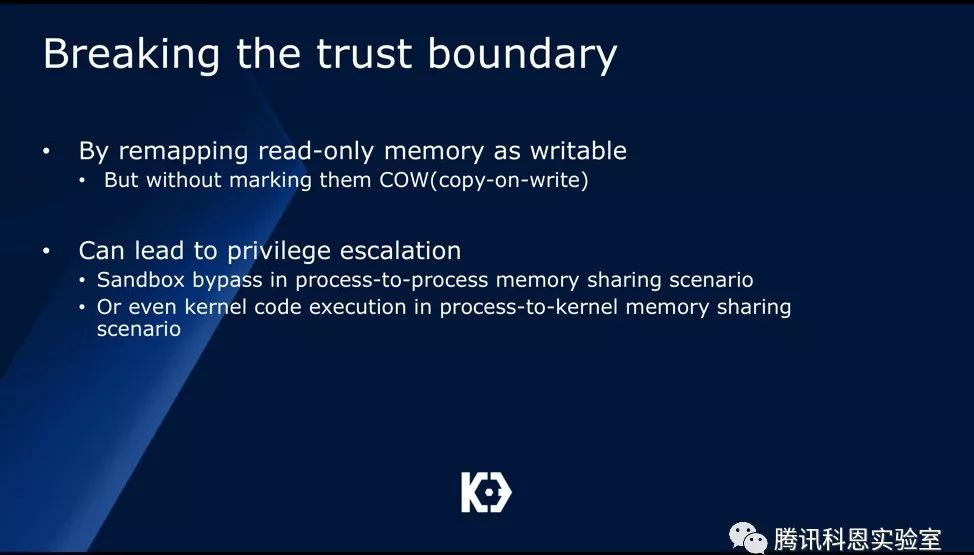 Breaking the trust boundary
• By remapping read-only memory as writable
• But without marking them COW(copy-on-write)
• Can lead to privilege escalation
• Sandbox bypass in process-to-process memory sharing scenario
• Or even kernel code execution in process-to-kernel memory sharing
scenario
腾讯科恩实验室